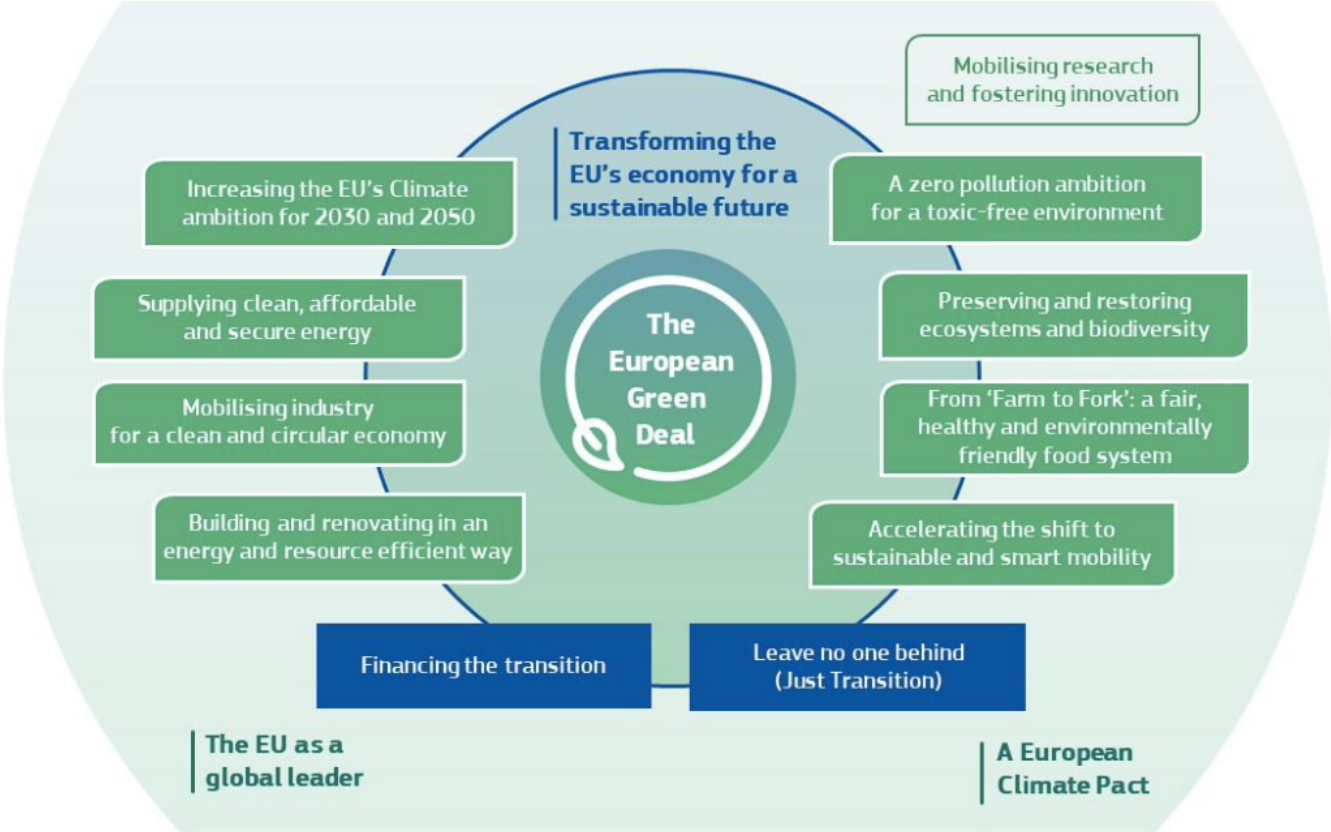 Mobilising research
and fostering innovation
Transforming the
EU's economy for a
sustainable future
Increasing the EU's Climate
ambition for 2030 and 2050
A zero pollution ambition
for a toxic-free environment
Supplying clean, affordable
and secure energy
Preserving and restoring
ecosystems and biodiversity
The
European
Green
Deal
Mobilising industry
for a clean and circular economy
From ‘Farm to Fork’: a fair,
healthy and environmentally
friendly food system
Building and renovating in an
energy and resource efficient way
Accelerating the shift to
sustainable and smart mobility
Financing the transition
Leave no one behind
(Just Transition)
The EU as a
global leader
A European
Climate Pact